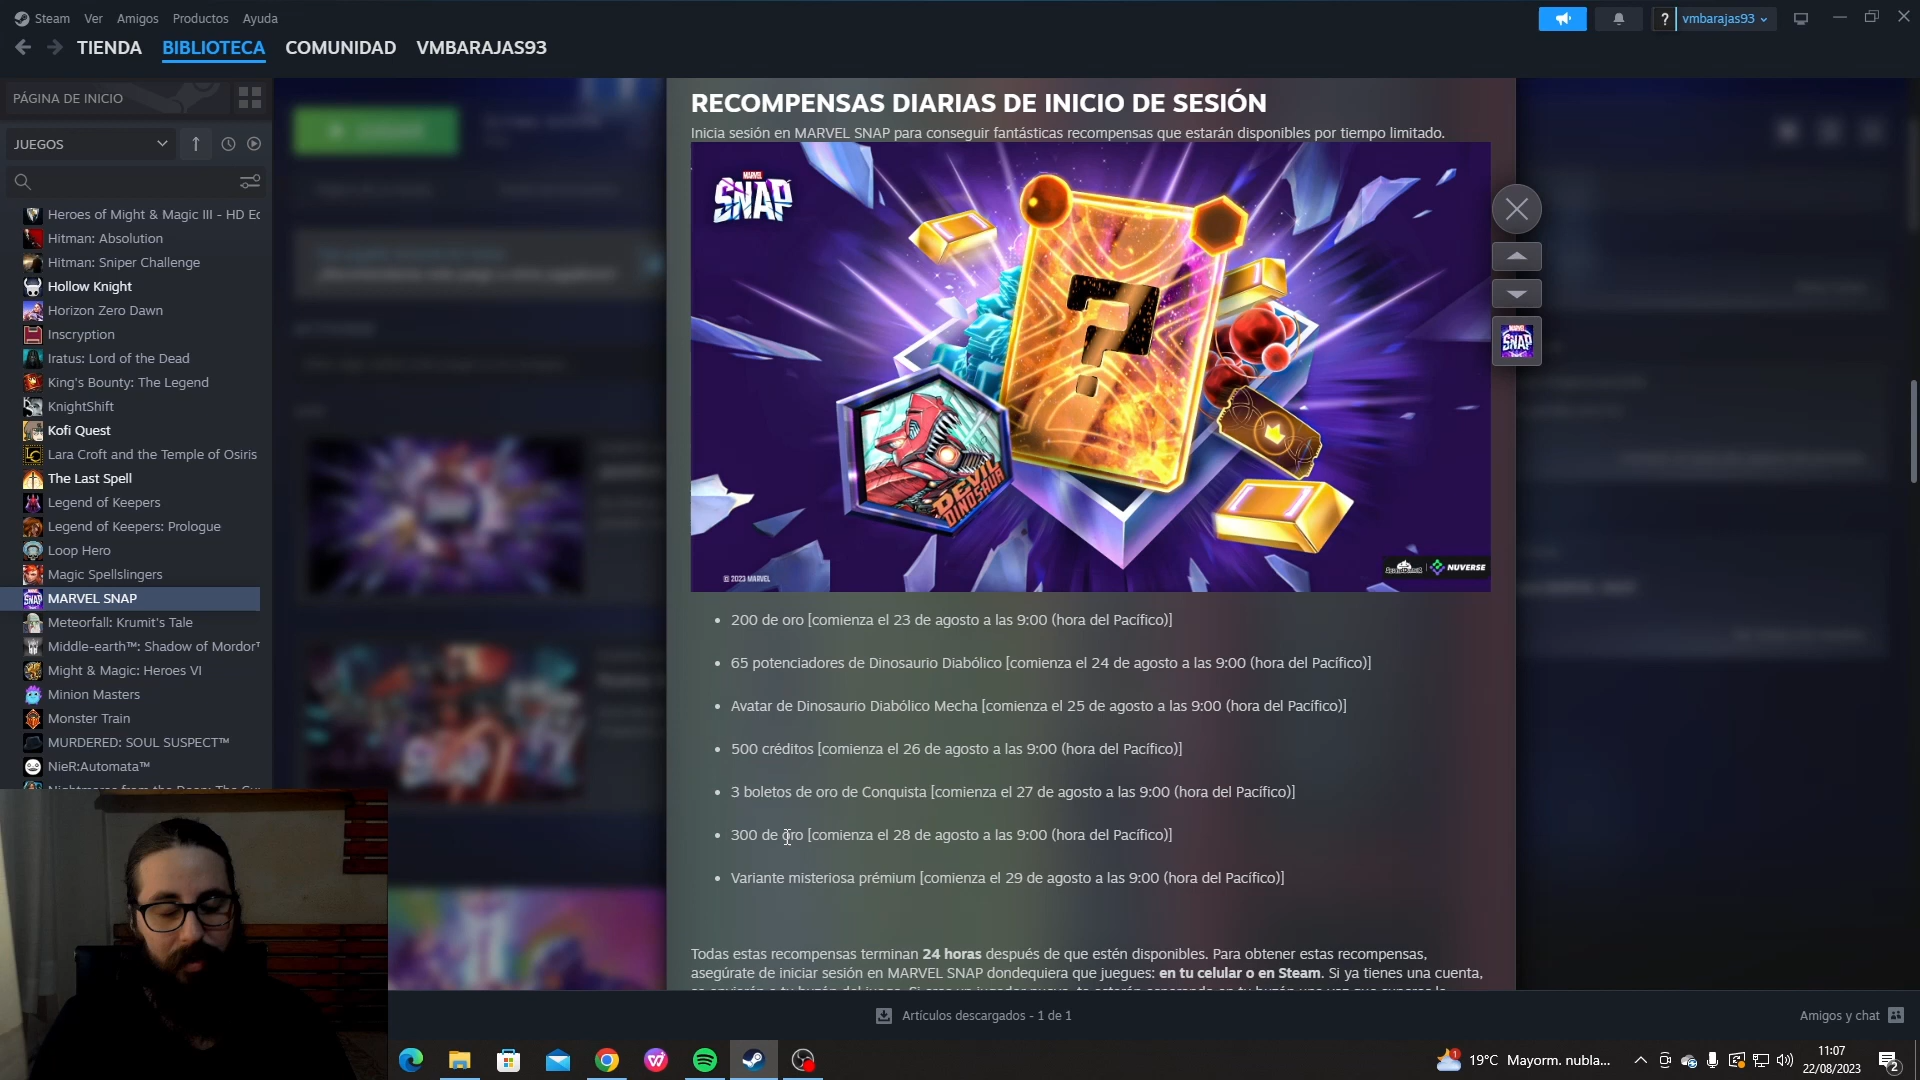 Steam Ver Amigos Productos Ayuda
vmbarajas93
TIENDA BIBLIOTECA COMUNIDAD VMBARAJAS93
PÁGINA DE INICIO
JUEGOS
Heroes of Might & Magic III - HD Ec
Hitman: Absolution
Hitman: Sniper Challenge
Hollow Knight
Horizon Zero Dawn
Inscryption
Iratus: Lord of the Dead
King's Bounty: The Legend
KnightShift
Kofi Quest
Lara Croft and the Temple of Osiris
The Last Spell
Legend of Keepers
Legend of Keepers: Prologue
Loop Hero
Magic Spellslingers
MARVEL SNAP
Meteorfall: Krumit's Tale
Middle-earth™: Shadow of Mordor™
Might & Magic: Heroes VI
Minion Masters
Monster Train
MURDERED: SOUL SUSPECT™
NieR:Automata™
RECOMPENSAS DIARIAS DE INICIO DE SESIÓN
Inicia sesión en MARVEL SNAP para conseguir fantásticas recompensas que estarán disponibles por tiempo limitado.
MARVEL
SNAP
?
DEVIL
DINOSAUR
© 2023 MARVEL
NUVERSE
MARVEL
SNAP
• 200 de oro [comienza el 23 de agosto a las 9:00 (hora del Pacífico)]
• 65 potenciadores de Dinosaurio Diabólico [comienza el 24 de agosto a las 9:00 (hora del Pacífico)]
• Avatar de Dinosaurio Diabólico Mecha [comienza el 25 de agosto a las 9:00 (hora del Pacífico)]
• 500 créditos [comienza el 26 de agosto a las 9:00 (hora del Pacífico)]
• 3 boletos de oro de Conquista [comienza el 27 de agosto a las 9:00 (hora del Pacífico)]
• 300 de oro [comienza el 28 de agosto a las 9:00 (hora del Pacífico)]
• Variante misteriosa prémium [comienza el 29 de agosto a las 9:00 (hora del Pacífico)]
Todas estas recompensas terminan 24 horas después de que estén disponibles. Para obtener estas recompensas,
asegúrate de iniciar sesión en MARVEL SNAP dondequiera que juegues: en tu celular o en Steam. Si ya tienes una cuenta,
Artículos descargados - 1 de 1
Amigos y chat
19°C Mayorm. nubla...
11:07
22/08/2023
2